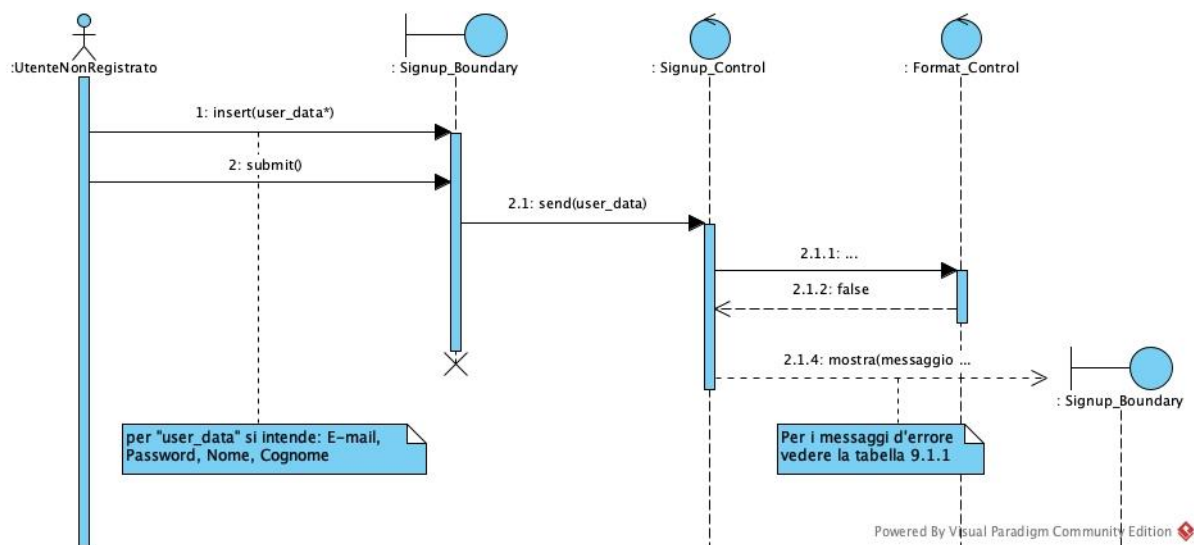 :UtenteNonRegistrato
: Signup_Boundary
: Signup_Control
: Format_Control
1: insert(user_data*)
2: submit()
2.1: send(user_data)
2.1.1: ...
2.1.2: false
2.1.4: mostra(messaggio ...
: Signup_Boundary
per "user_data" si intende: E-mail,
Password, Nome, Cognome
Per i messaggi d'errore
vedere la tabella 9.1.1
Powered By Visual Paradigm Community Edition